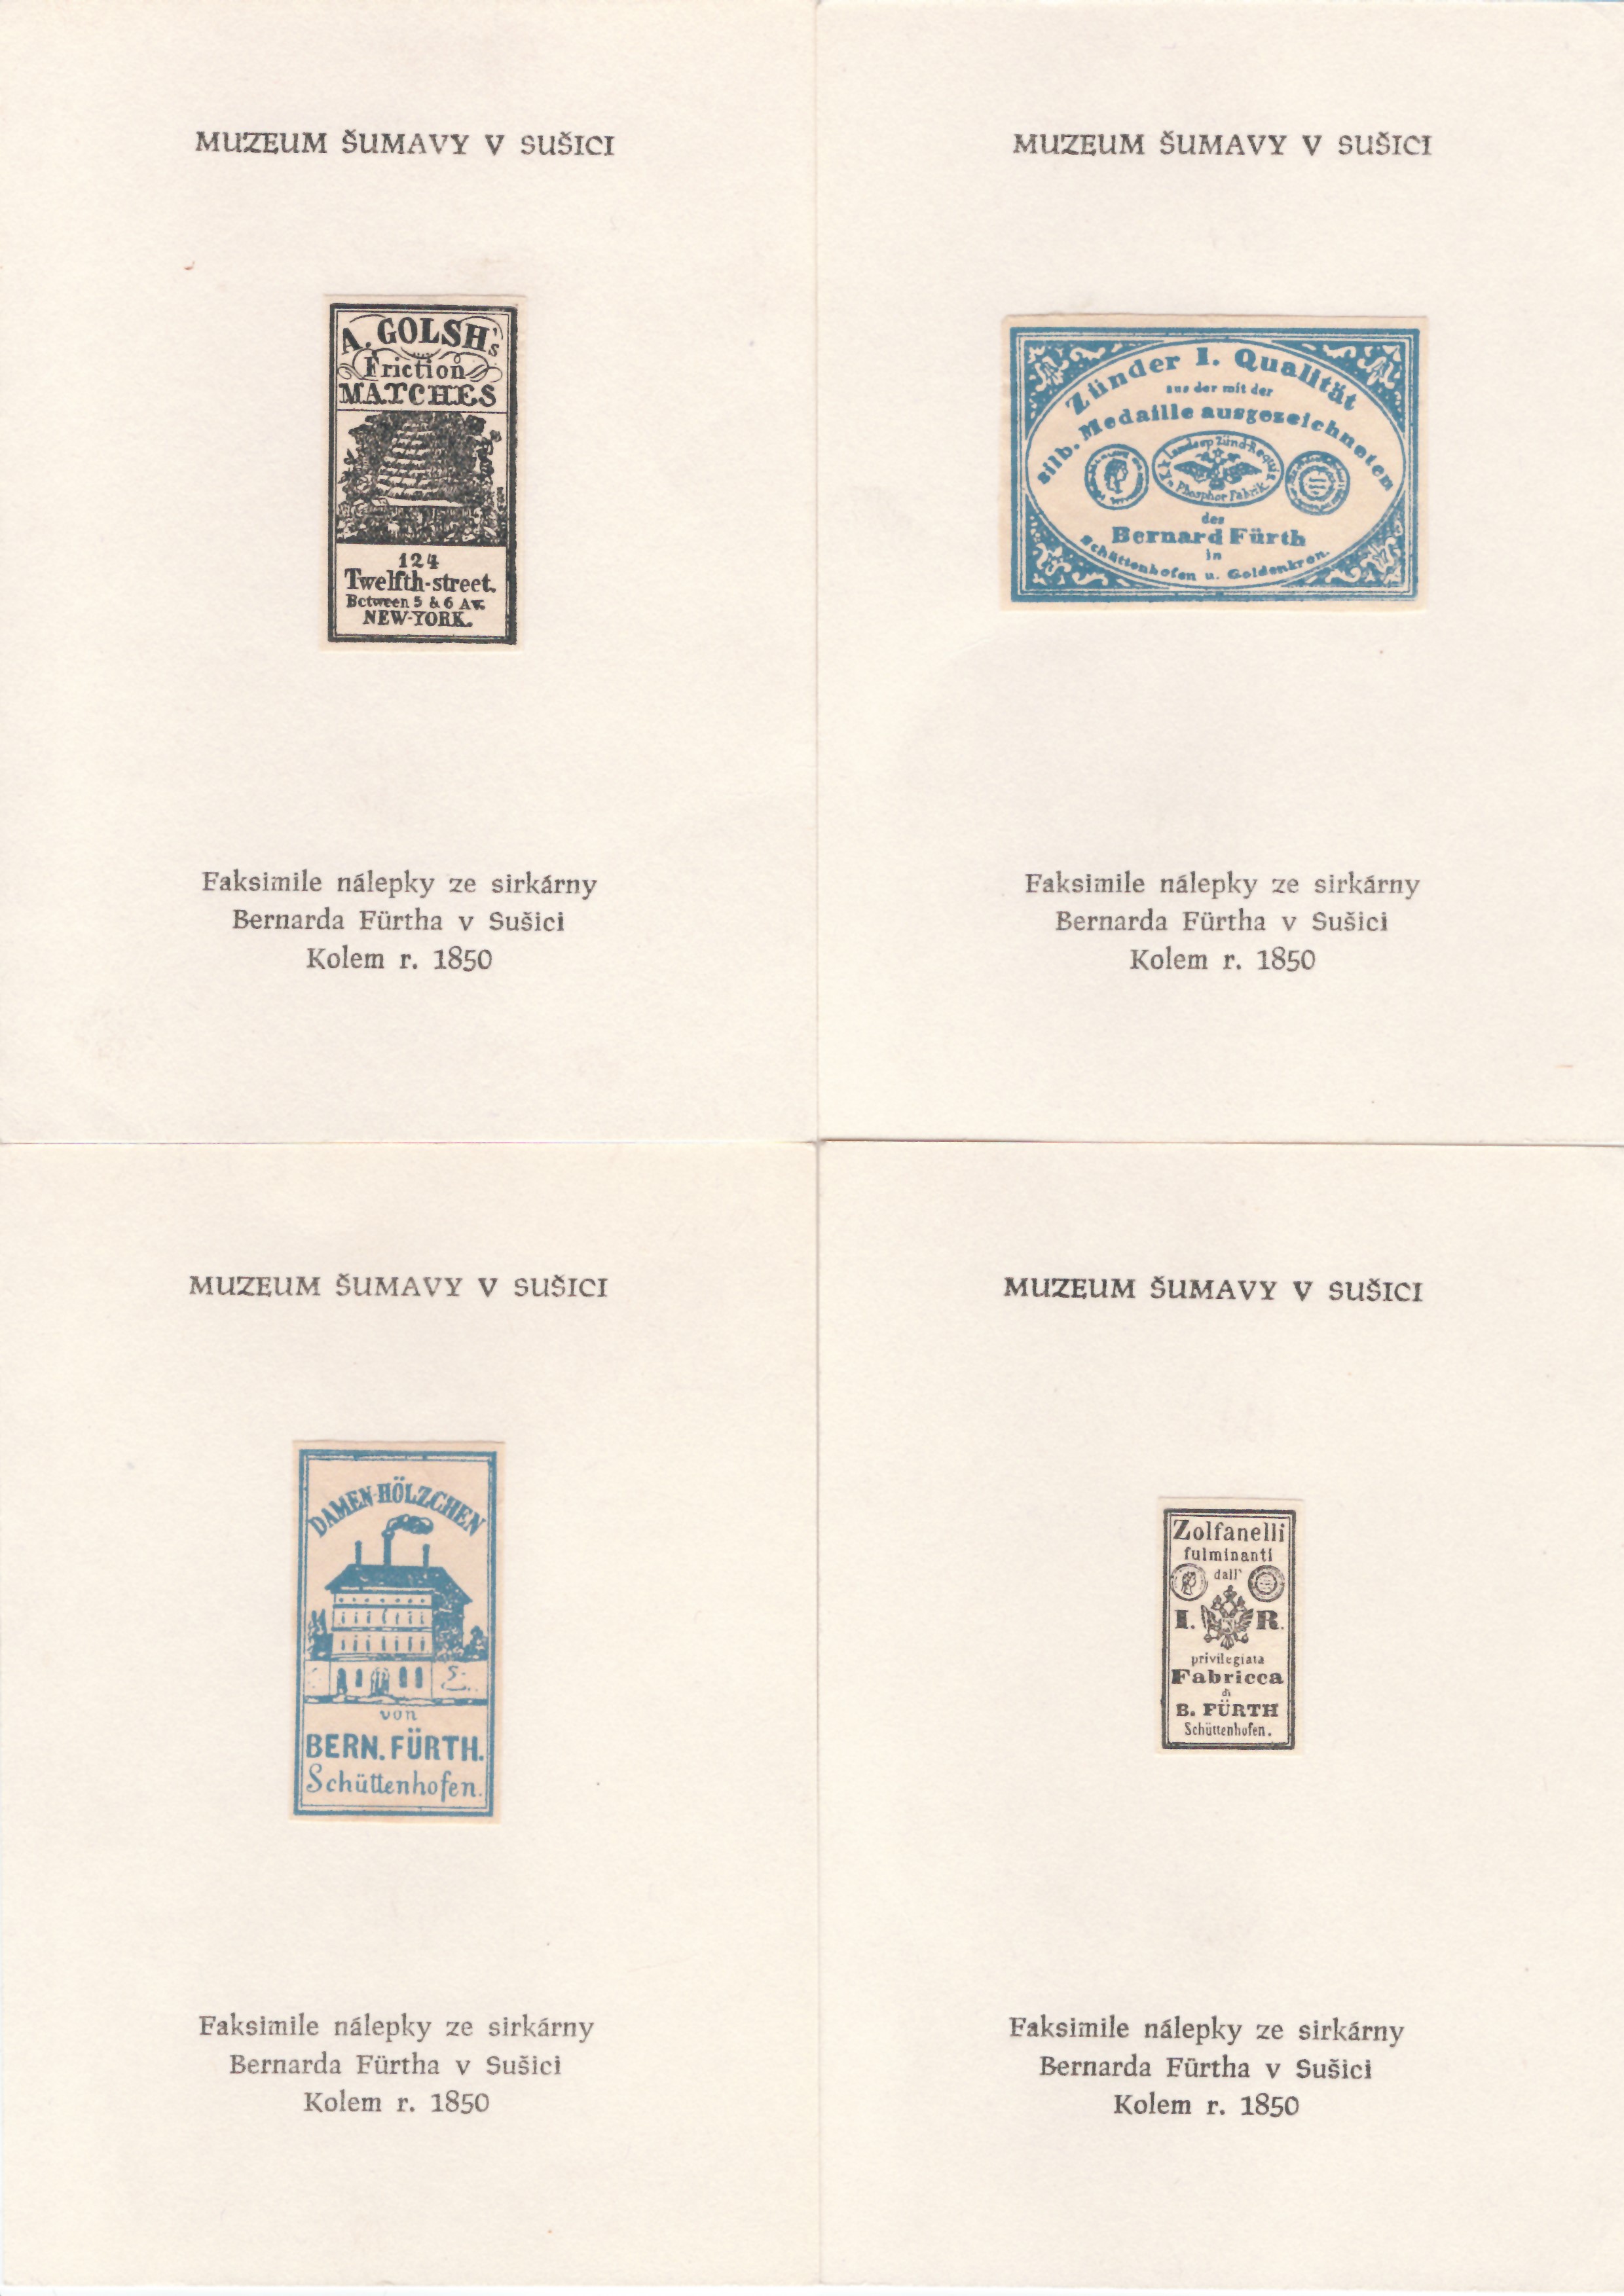 MUZEUM ŠUMAVY V SUŠICI
A. GOLSH's
Friction
MATCHES
124
Twelfth-street.
Between 5 & 6 Av.
NEW-YORK.
Faksimile nálepky ze sirkárny
Bernarda Fürtha v Sušici
Kolem r. 1850
MUZEUM ŠUMAVY V SUŠICI
Zünder I. Qualität
aus der mit der
silb. Medaille ausgezeichneten
K.K. Landesp Zünd-Requi
Phosphor Fabrik.
des
Bernard Fürth
in
Schüttenhofen u. Goldenkron.
Faksimile nálepky ze sirkárny
Bernarda Fürtha v Sušici
Kolem r. 1850
MUZEUM ŠUMAVY V SUŠICI
DAMEN-HÖLZCHEN
von
BERN. FÜRTH.
Schüttenhofen.
Faksimile nálepky ze sirkárny
Bernarda Fürtha v Sušici
Kolem r. 1850
MUZEUM ŠUMAVY V SUŠICI
Zolfanelli
fulminanti
dall'
I. R.
privilegiata
Fabricca
di
B. FÜRTH
Schüttenhofen.
Faksimile nálepky ze sirkárny
Bernarda Fürtha v Sušici
Kolem r. 1850